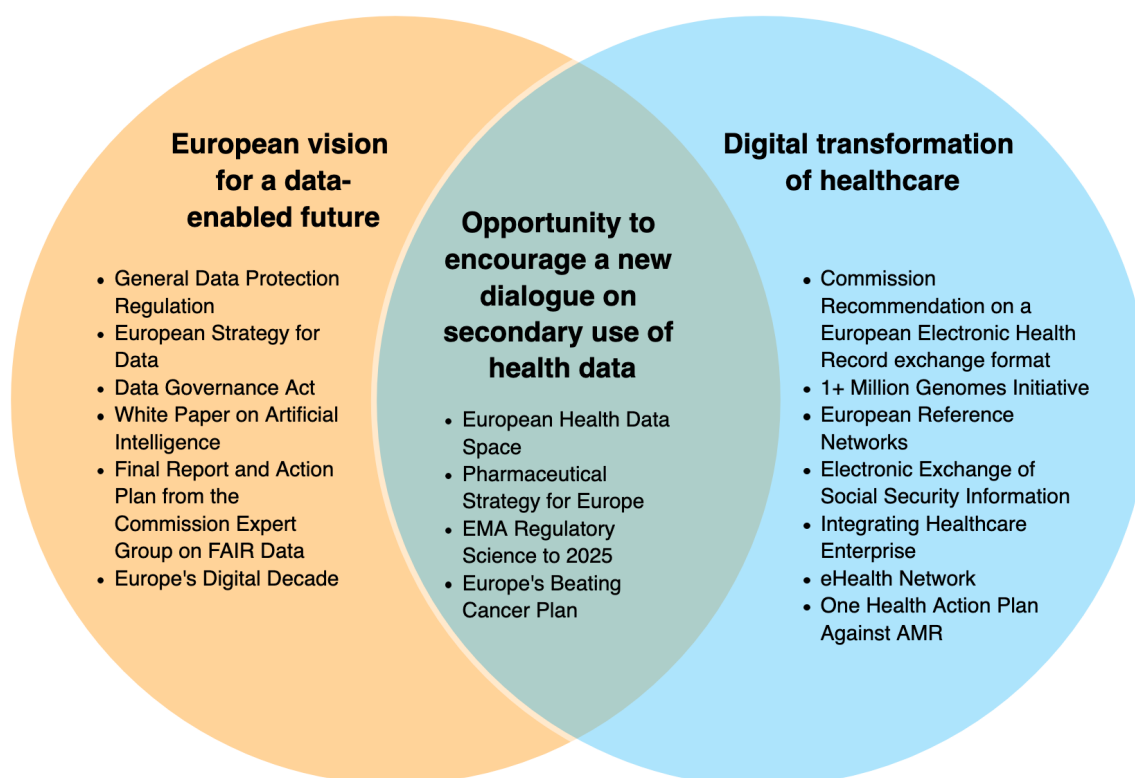 European vision
for a data-
enabled future
• General Data Protection
Regulation
• European Strategy for
Data
• Data Governance Act
• White Paper on Artificial
Intelligence
• Final Report and Action
Plan from the
Commission Expert
Group on FAIR Data
• Europe's Digital Decade
Opportunity to
encourage a new
dialogue on
secondary use of
health data
• European Health Data
Space
• Pharmaceutical
Strategy for Europe
• EMA Regulatory
Science to 2025
• Europe's Beating
Cancer Plan
Digital transformation
of healthcare
• Commission
Recommendation on a
European Electronic Health
Record exchange format
• 1+ Million Genomes Initiative
• European Reference
Networks
• Electronic Exchange of
Social Security Information
• Integrating Healthcare
Enterprise
• eHealth Network
• One Health Action Plan
Against AMR